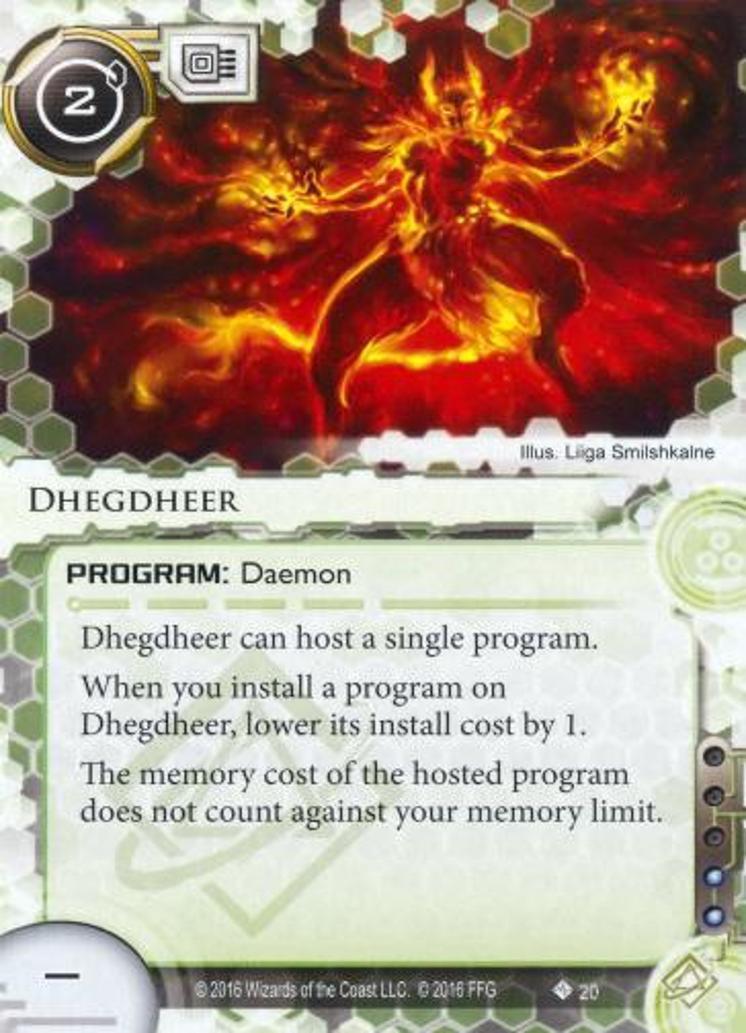 2
Illus. Liiga Smilshkalne
DHEGDHEER
PROGRAM: Daemon
Dhegdheer can host a single program.
When you install a program on
Dhegdheer, lower its install cost by 1.
The memory cost of the hosted program
does not count against your memory limit.
–
© 2016 Wizards of the Coast LLC. © 2016 FFG
20